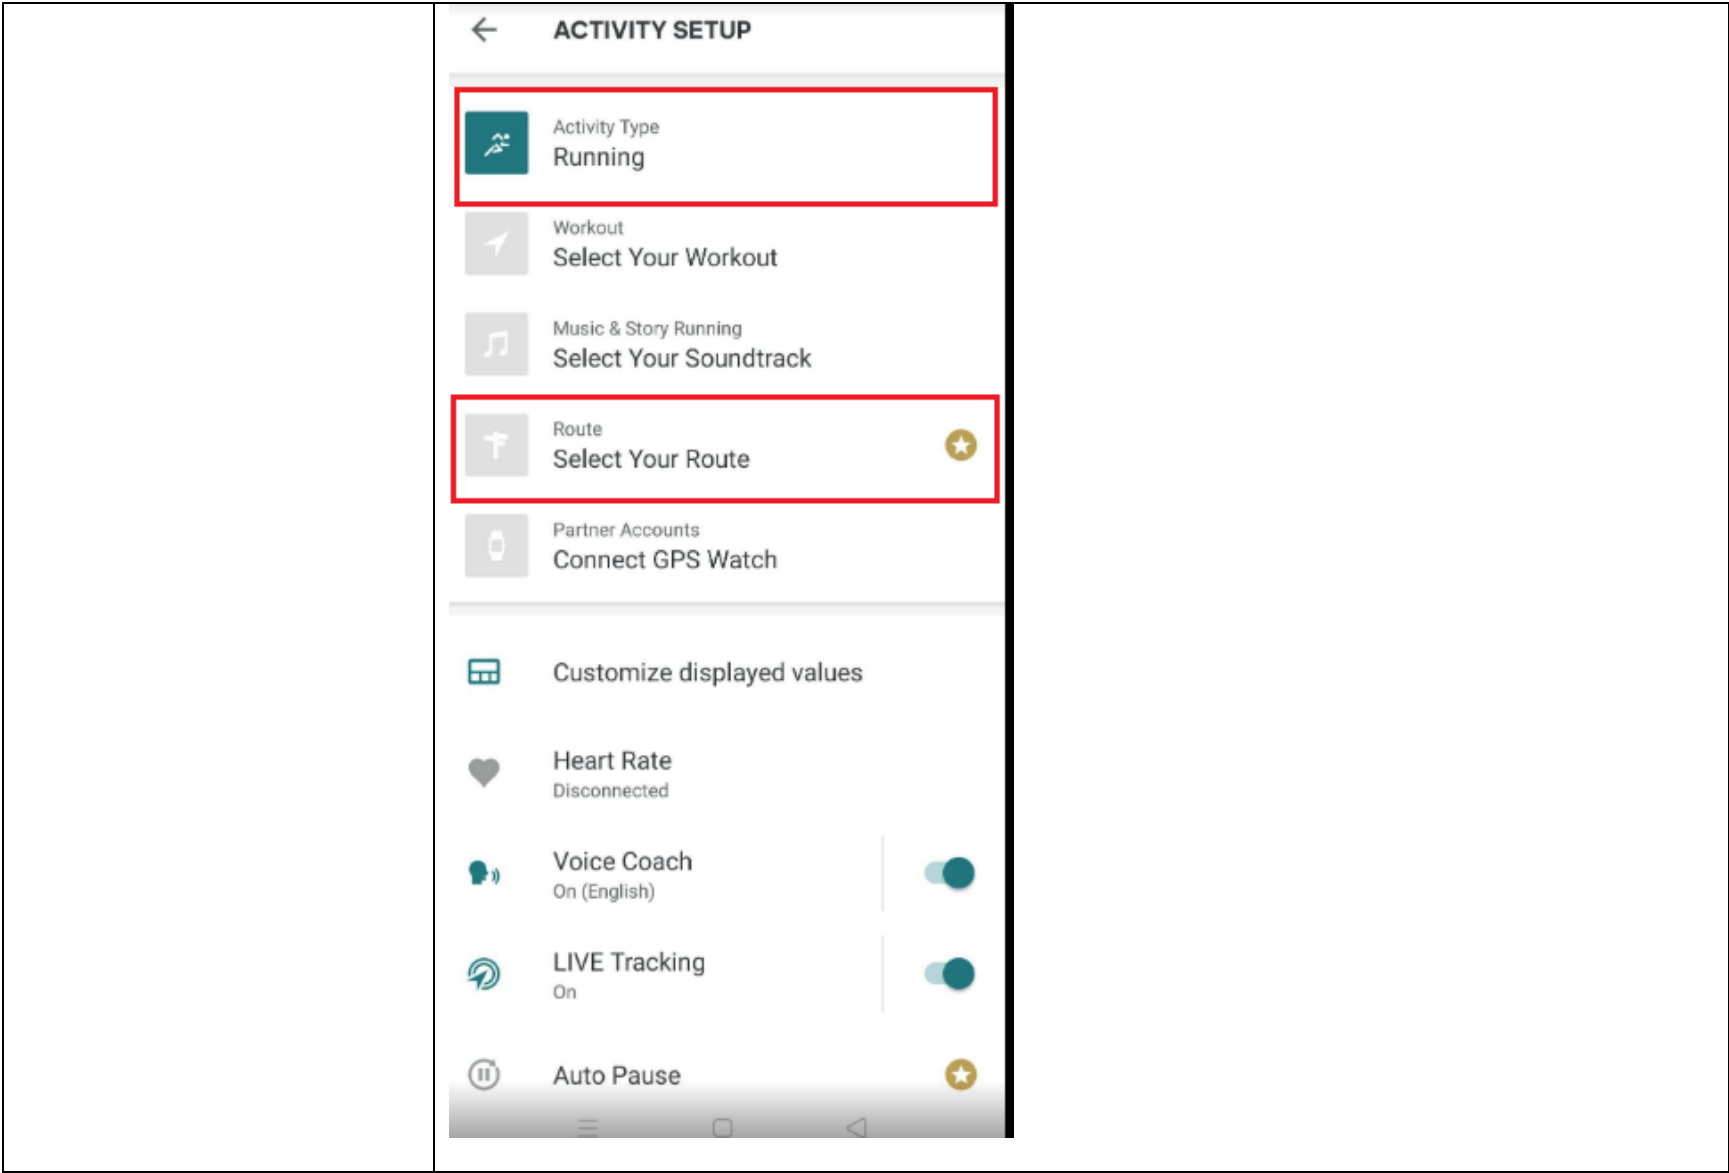 ACTIVITY SETUP
Activity Type
Running
Workout
Select Your Workout
Music & Story Running
Select Your Soundtrack
Route
Select Your Route
Partner Accounts
Connect GPS Watch
Customize displayed values
Heart Rate
Disconnected
Voice Coach
On (English)
LIVE Tracking
On
Auto Pause